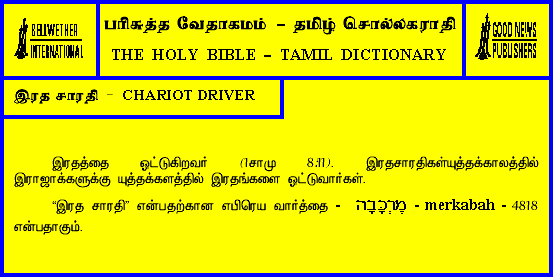 BELLWETHER
INTERNATIONAL
பரிசுத்த வேதாகமம் – தமிழ் சொல்லகராதி
THE HOLY BIBLE – TAMIL DICTIONARY
GOOD NEWS
PUBLISHERS
இரத சாரதி – CHARIOT DRIVER
இரதத்தை ஒட்டுகிறவர் (1சாமு 8:11). இரதசாரதிகள்யுத்தக்காலத்தில்
இராஜாக்களுக்கு யுத்தக்களத்தில் இரதங்களை ஒட்டுவார்கள்.
“இரத சாரதி” என்பதற்கான எபிரெய வார்த்தை - מֶרְכָּבָה - merkabah - 4818
என்பதாகும்.